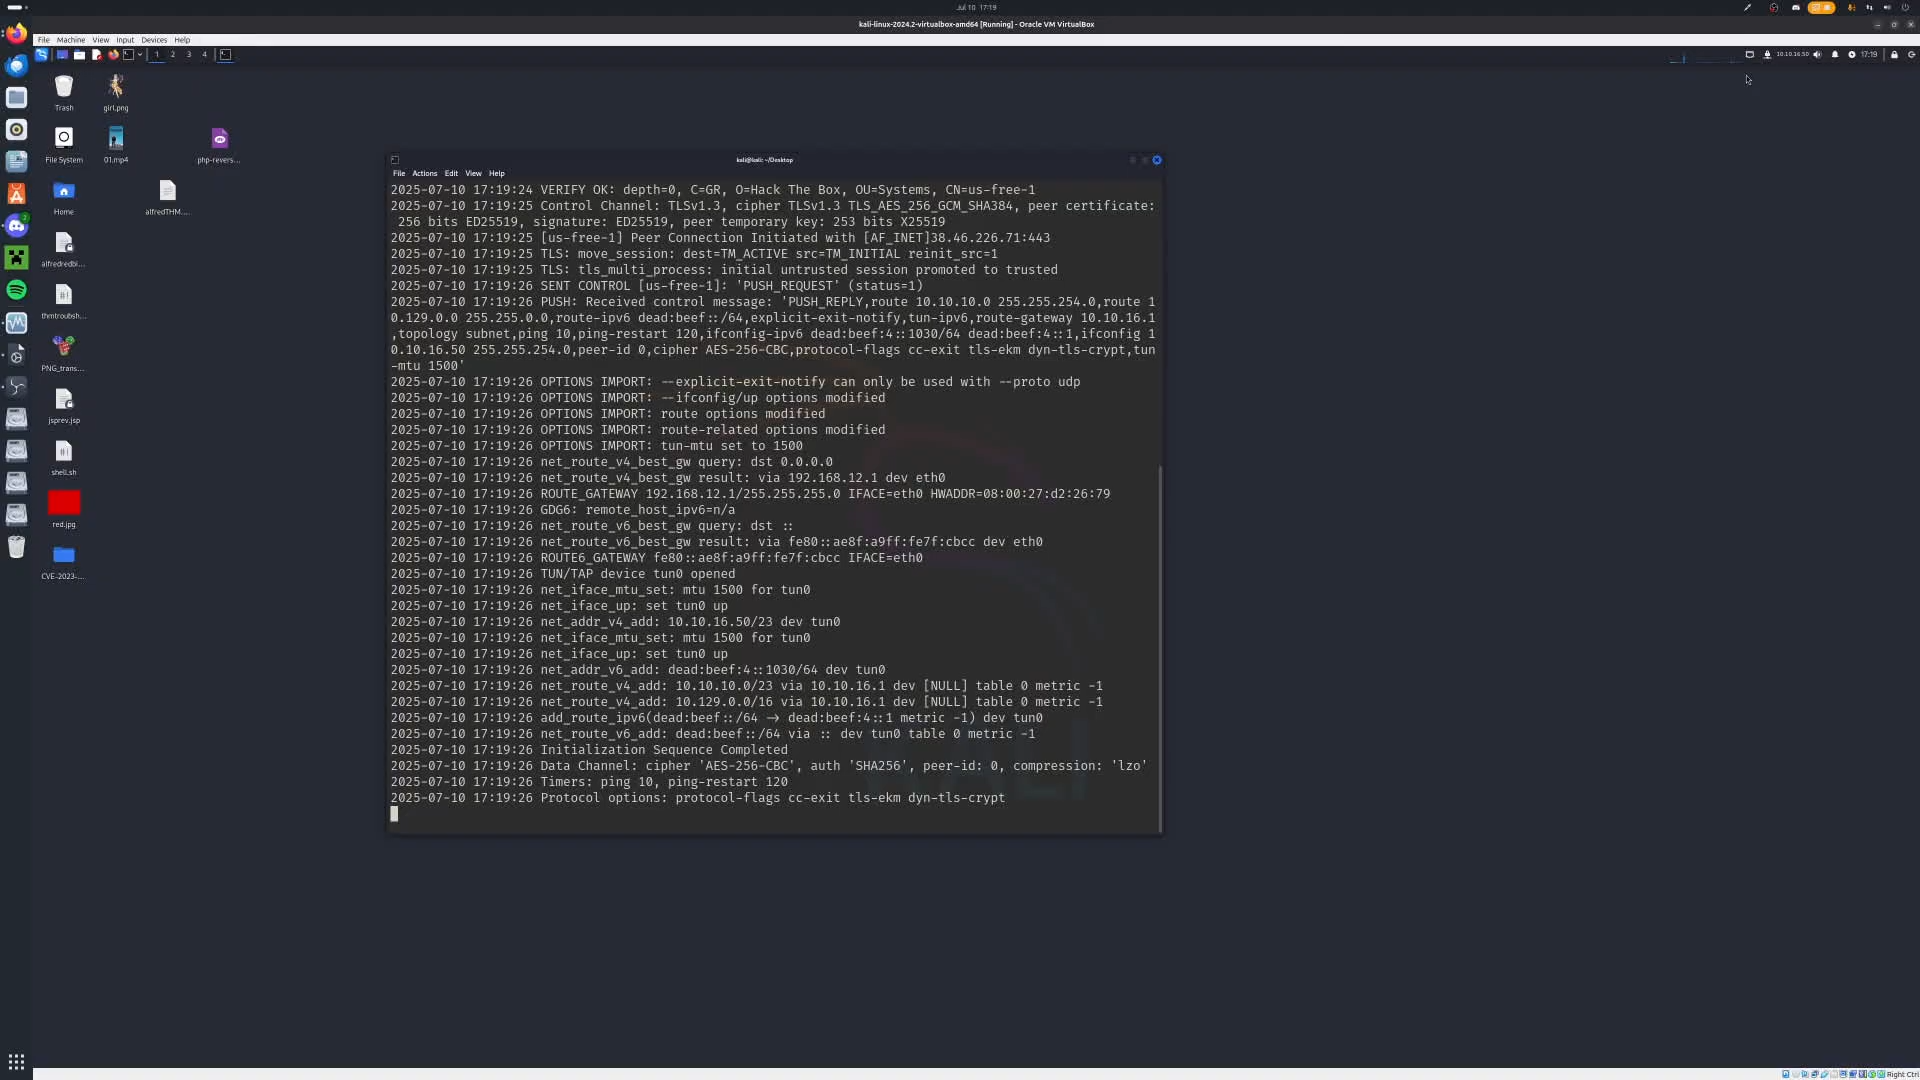 Jul 10 17:19
kali-linux-2024.2-virtualbox-amd64 [Running] - Oracle VM VirtualBox
File Machine View Input Devices Help
1 2 3 4
10.10.16.50
17:19
Trash
girl.png
File System
01.mp4
php-revers...
Home
alfredTHM....
alfredredbi...
thmtroubsh...
PNG_trans...
jsprev.jsp
shell.sh
red.jpg
CVE-2023-...
kali@kali: ~/Desktop
File Actions Edit View Help
2025-07-10 17:19:24 VERIFY OK: depth=0, C=GR, O=Hack The Box, OU=Systems, CN=us-free-1
2025-07-10 17:19:25 Control Channel: TLSv1.3, cipher TLSv1.3 TLS_AES_256_GCM_SHA384, peer certificate:
256 bits ED25519, signature: ED25519, peer temporary key: 253 bits X25519
2025-07-10 17:19:25 [us-free-1] Peer Connection Initiated with [AF_INET]38.46.226.71:443
2025-07-10 17:19:25 TLS: move_session: dest=TM_ACTIVE src=TM_INITIAL reinit_src=1
2025-07-10 17:19:25 TLS: tls_multi_process: initial untrusted session promoted to trusted
2025-07-10 17:19:26 SENT CONTROL [us-free-1]: 'PUSH_REQUEST' (status=1)
2025-07-10 17:19:26 PUSH: Received control message: 'PUSH_REPLY,route 10.10.10.0 255.255.254.0,route 1
0.129.0.0 255.255.0.0,route-ipv6 dead:beef::/64,explicit-exit-notify,tun-ipv6,route-gateway 10.10.16.1
,topology subnet,ping 10,ping-restart 120,ifconfig-ipv6 dead:beef:4::1030/64 dead:beef:4::1,ifconfig 1
0.10.16.50 255.255.254.0,peer-id 0,cipher AES-256-CBC,protocol-flags cc-exit tls-ekm dyn-tls-crypt,tun
-mtu 1500'
2025-07-10 17:19:26 OPTIONS IMPORT: --explicit-exit-notify can only be used with --proto udp
2025-07-10 17:19:26 OPTIONS IMPORT: --ifconfig/up options modified
2025-07-10 17:19:26 OPTIONS IMPORT: route options modified
2025-07-10 17:19:26 OPTIONS IMPORT: route-related options modified
2025-07-10 17:19:26 OPTIONS IMPORT: tun-mtu set to 1500
2025-07-10 17:19:26 net_route_v4_best_gw query: dst 0.0.0.0
2025-07-10 17:19:26 net_route_v4_best_gw result: via 192.168.12.1 dev eth0
2025-07-10 17:19:26 ROUTE_GATEWAY 192.168.12.1/255.255.255.0 IFACE=eth0 HWADDR=08:00:27:d2:26:79
2025-07-10 17:19:26 GDG6: remote_host_ipv6=n/a
2025-07-10 17:19:26 net_route_v6_best_gw query: dst ::
2025-07-10 17:19:26 net_route_v6_best_gw result: via fe80::ae8f:a9ff:fe7f:cbcc dev eth0
2025-07-10 17:19:26 ROUTE6_GATEWAY fe80::ae8f:a9ff:fe7f:cbcc IFACE=eth0
2025-07-10 17:19:26 TUN/TAP device tun0 opened
2025-07-10 17:19:26 net_iface_mtu_set: mtu 1500 for tun0
2025-07-10 17:19:26 net_iface_up: set tun0 up
2025-07-10 17:19:26 net_addr_v4_add: 10.10.16.50/23 dev tun0
2025-07-10 17:19:26 net_iface_mtu_set: mtu 1500 for tun0
2025-07-10 17:19:26 net_iface_up: set tun0 up
2025-07-10 17:19:26 net_addr_v6_add: dead:beef:4::1030/64 dev tun0
2025-07-10 17:19:26 net_route_v4_add: 10.10.10.0/23 via 10.10.16.1 dev [NULL] table 0 metric -1
2025-07-10 17:19:26 net_route_v4_add: 10.129.0.0/16 via 10.10.16.1 dev [NULL] table 0 metric -1
2025-07-10 17:19:26 add_route_ipv6(dead:beef::/64 -> dead:beef:4::1 metric -1) dev tun0
2025-07-10 17:19:26 net_route_v6_add: dead:beef::/64 via :: dev tun0 table 0 metric -1
2025-07-10 17:19:26 Initialization Sequence Completed
2025-07-10 17:19:26 Data Channel: cipher 'AES-256-CBC', auth 'SHA256', peer-id: 0, compression: 'lzo'
2025-07-10 17:19:26 Timers: ping 10, ping-restart 120
2025-07-10 17:19:26 Protocol options: protocol-flags cc-exit tls-ekm dyn-tls-crypt
KALI
Right Ctrl